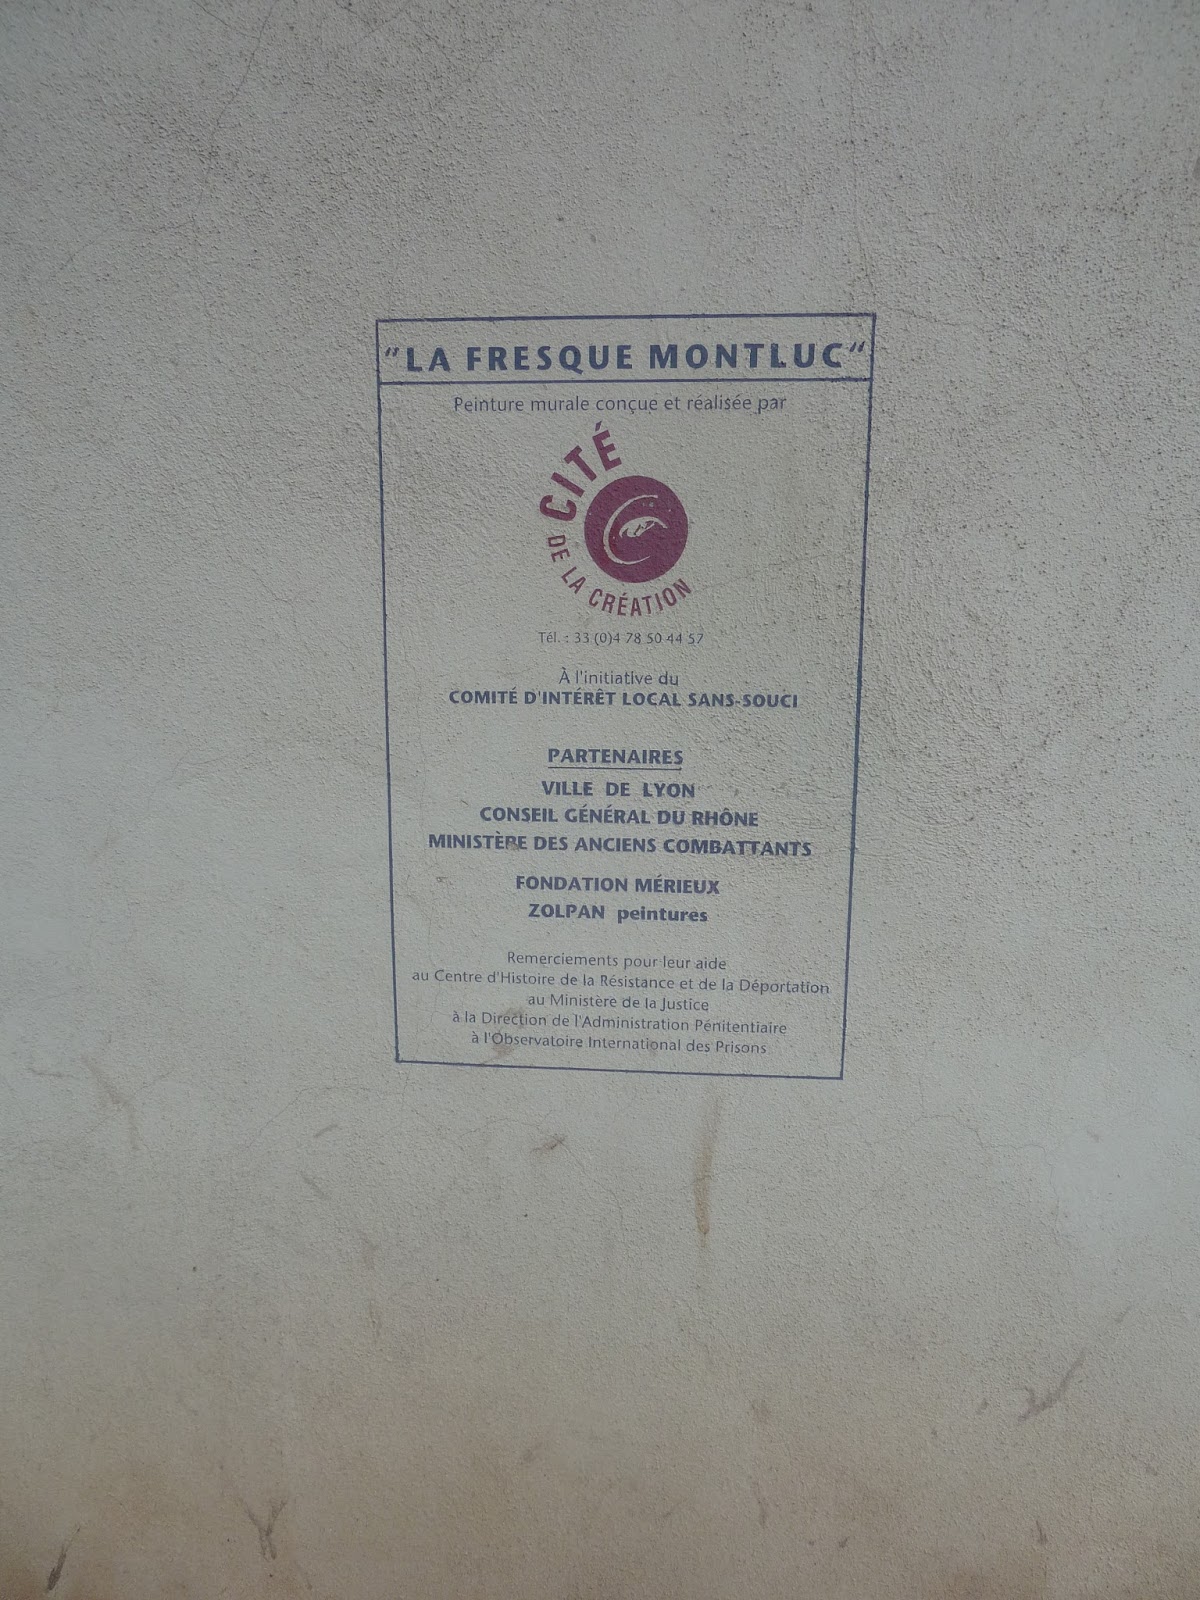 "LA FRESQUE MONTLUC"
Peinture murale conçue et réalisée par
CITÉ
DE LA CRÉATION
Tél. : 33 (0)4 78 50 44 57
À l'initiative du
COMITÉ D'INTÉRÊT LOCAL SANS-SOUCI
PARTENAIRES
VILLE DE LYON
CONSEIL GÉNÉRAL DU RHÔNE
MINISTÈRE DES ANCIENS COMBATTANTS
FONDATION MÉRIEUX
ZOLPAN peintures
Remerciements pour leur aide
au Centre d'Histoire de la Résistance et de la Déportation
au Ministère de la Justice
à la Direction de l'Administration Pénitentiaire
à l'Observatoire International des Prisons